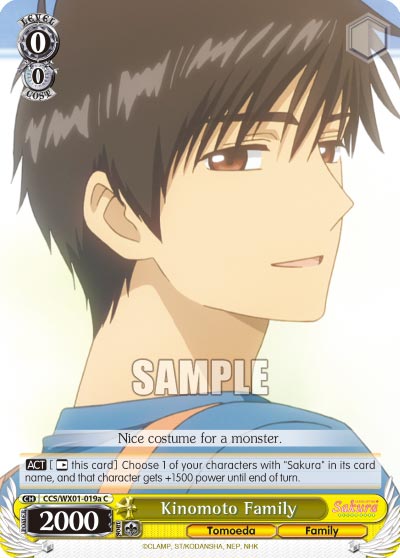 LEVEL
0
0
COST
SAMPLE
Nice costume for a monster.
ACT [ this card] Choose 1 of your characters with "Sakura" in its card
name, and that character gets +1500 power until end of turn.
CH CCS/WX01-019a C
Kinomoto Family
POWER 2000
Sakura
Tomoeda Family
©CLAMP, ST/KODANSHA, NEP, NHK